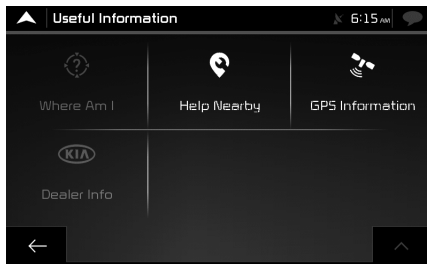 Useful Information
6:15 AM
Where Am I
Help Nearby
GPS Information
KIA
Dealer Info